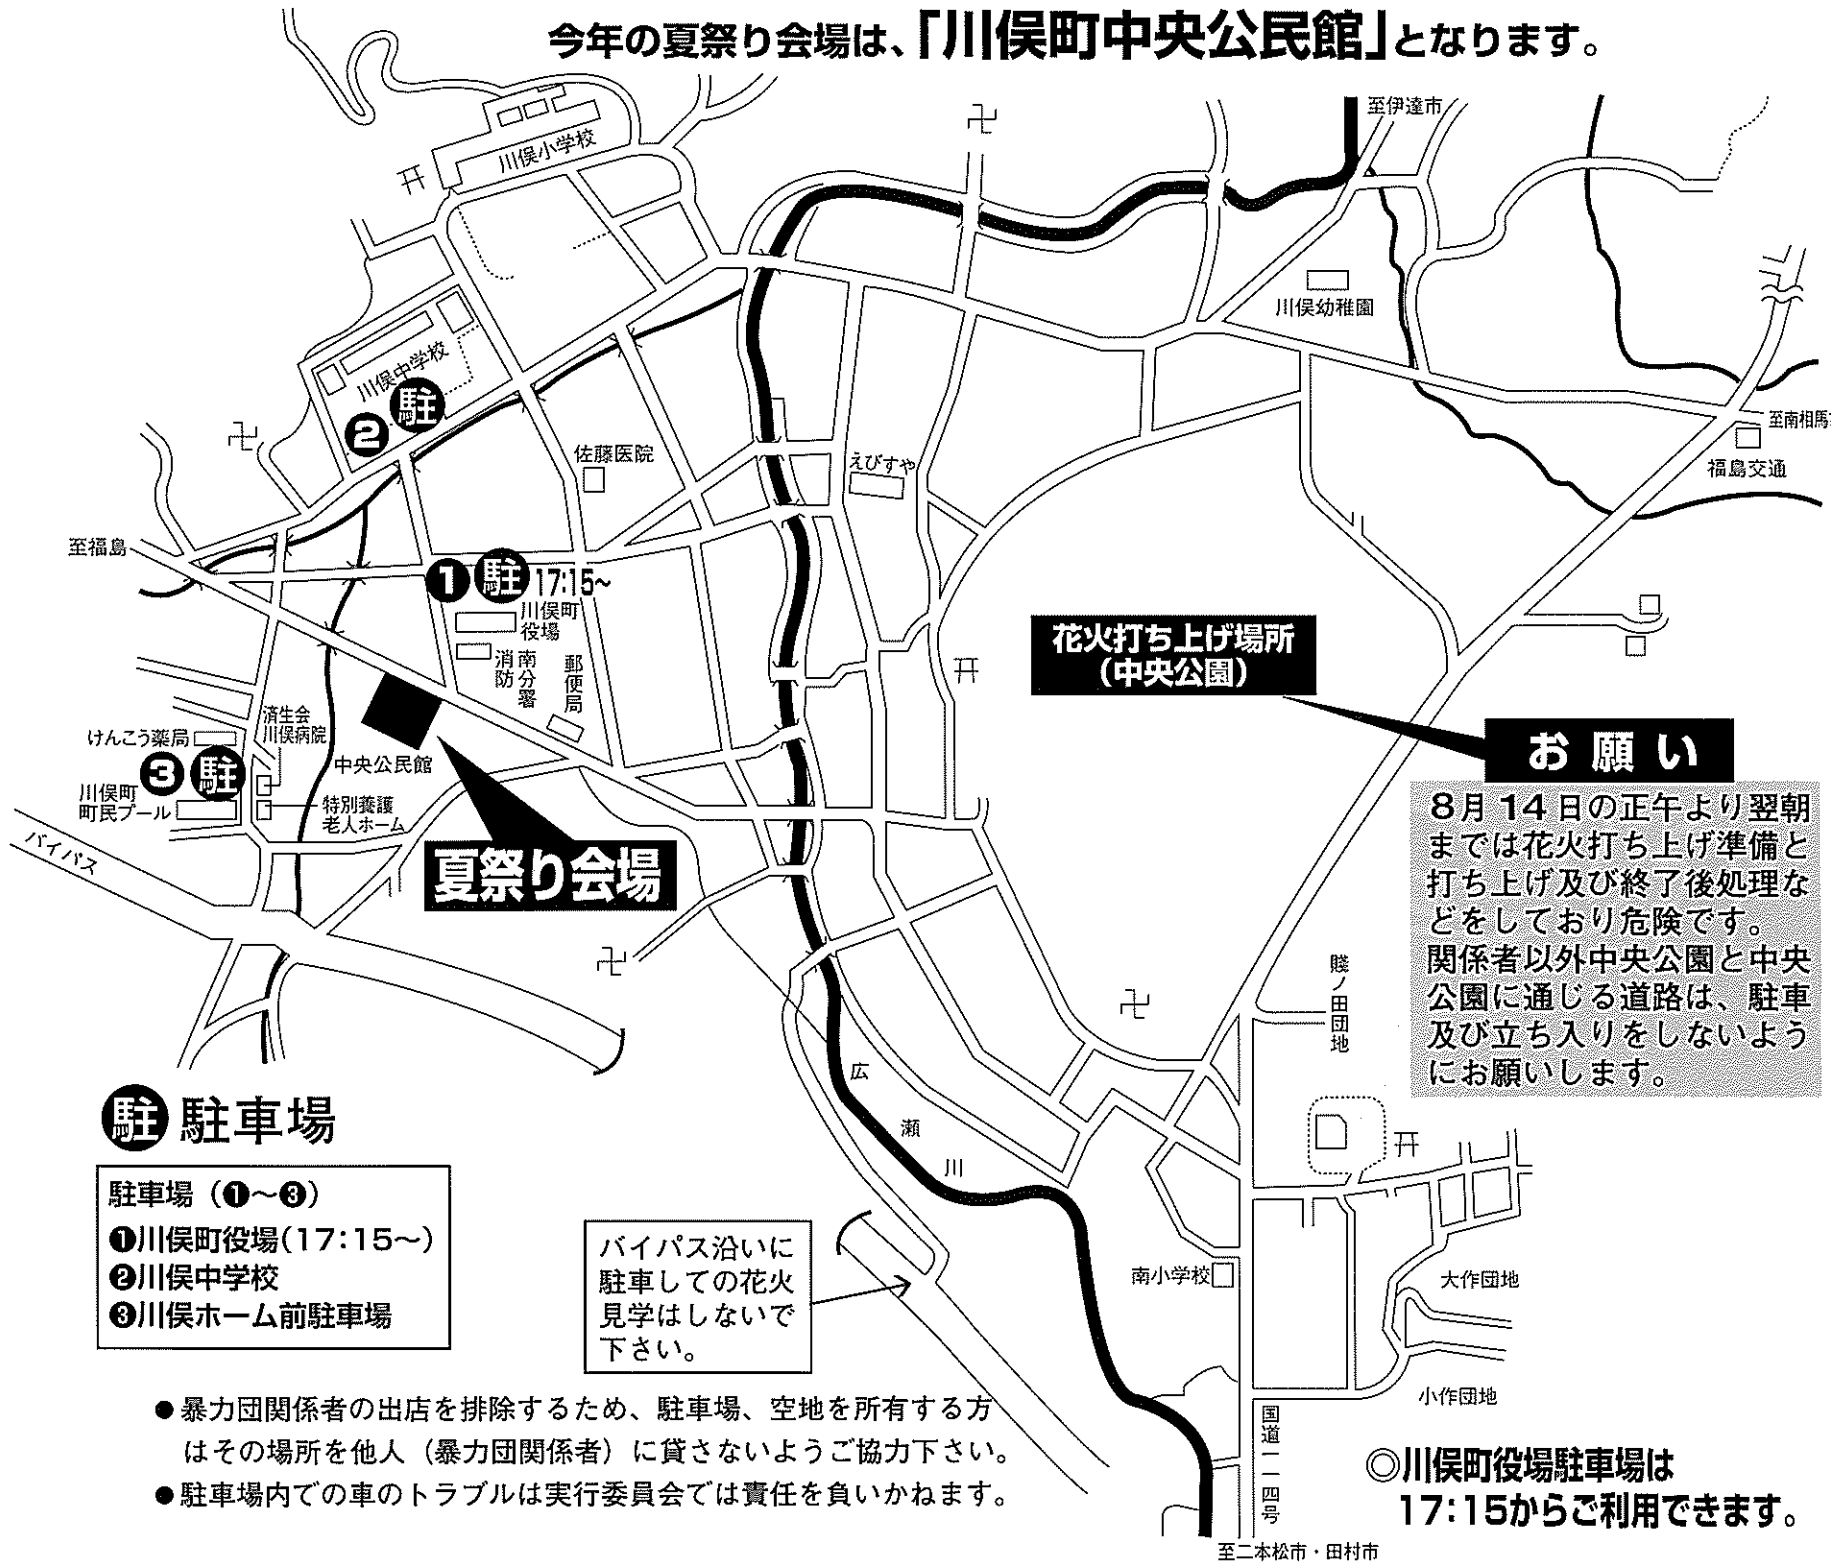 今年の夏祭り会場は、「川俣町中央公民館」となります。
至伊達市
川俣小学校
川俣幼稚園
川俣中学校
駐
❷
至南相馬
福島交通
佐藤医院
えびすや
至福島
❶
駐
17:15〜
川俣町
役場
南分署
消防
郵便局
花火打ち上げ場所
(中央公園)
済生会
川俣病院
けんこう薬局
❸
駐
中央公民館
川俣町
町民プール
特別養護
老人ホーム
バイパス
夏祭り会場
お願い
8月14日の正午より翌朝
までは花火打ち上げ準備と
打ち上げ及び終了後処理な
どをしており危険です。
関係者以外中央公園と中央
公園に通じる道路は、駐車
及び立ち入りをしないよう
にお願いします。
賤ノ田団地
広瀬川
駐 駐車場
駐車場(❶〜❸)
❶川俣町役場(17:15〜)
❷川俣中学校
❸川俣ホーム前駐車場
バイパス沿いに
駐車しての花火
見学はしないで
下さい。
南小学校
大作団地
小作団地
国道一一四号
●暴力団関係者の出店を排除するため、駐車場、空地を所有する方
はその場所を他人(暴力団関係者)に貸さないようご協力下さい。
●駐車場内での車のトラブルは実行委員会では責任を負いかねます。
◎川俣町役場駐車場は
17:15からご利用できます。
至二本松市・田村市